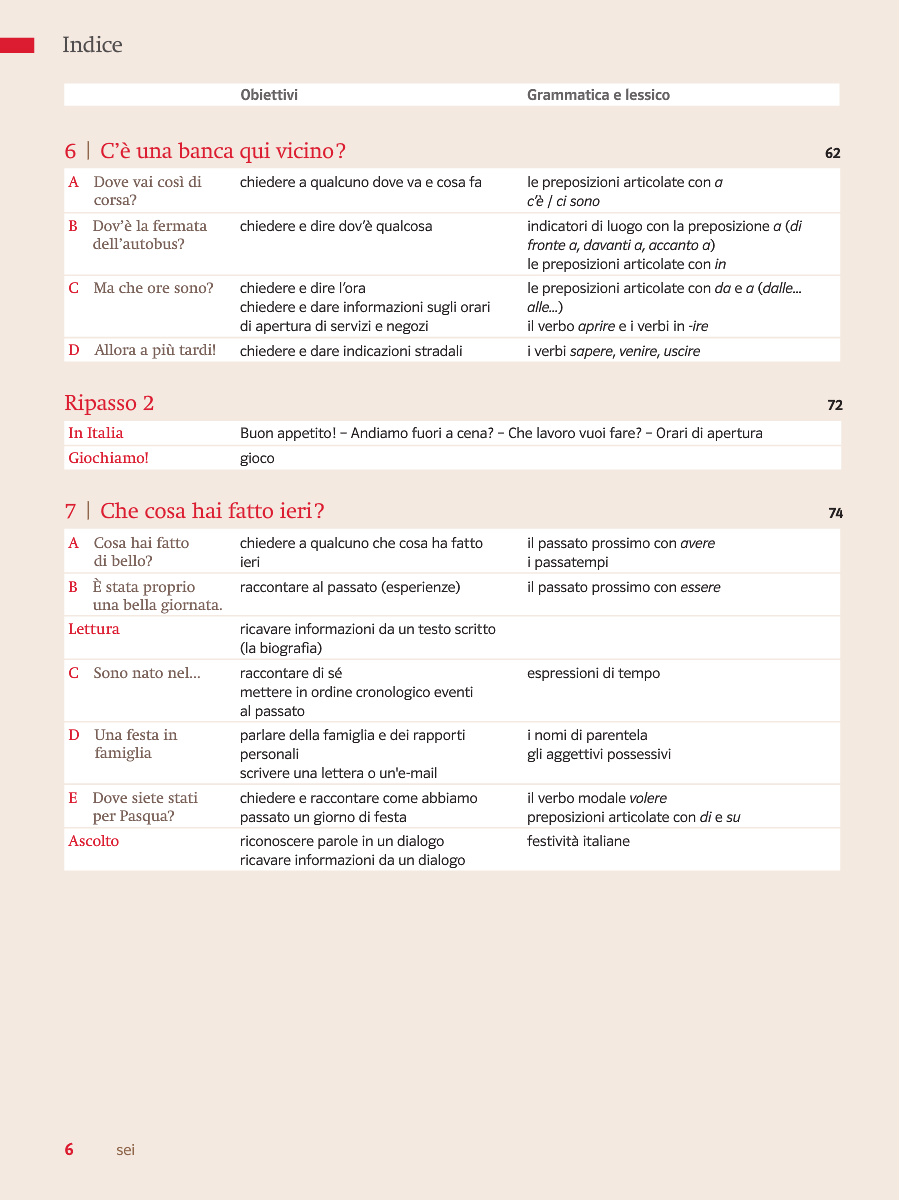 Indice
Obiettivi Grammatica e lessico
6 | C'è una banca qui vicino? 62
A Dove vai così di chiedere a qualcuno dove va e cosa fa le preposizioni articolate con a
corsa? c'è / ci sono
B Dov'è la fermata chiedere e dire dov'è qualcosa indicatori di luogo con la preposizione a (di
dell'autobus? fronte a, davanti a, accanto a)
le preposizioni articolate con in
C Ma che ore sono? chiedere e dire l'ora le preposizioni articolate con da e a (dalle...
chiedere e dare informazioni sugli orari alle...)
di apertura di servizi e negozi il verbo aprire e i verbi in -ire
D Allora a più tardi! chiedere e dare indicazioni stradali i verbi sapere, venire, uscire
Ripasso 2 72
In Italia Buon appetito! – Andiamo fuori a cena? – Che lavoro vuoi fare? – Orari di apertura
Giochiamo! gioco
7 | Che cosa hai fatto ieri? 74
A Cosa hai fatto chiedere a qualcuno che cosa ha fatto il passato prossimo con avere
di bello? ieri i passatempi
B È stata proprio raccontare al passato (esperienze) il passato prossimo con essere
una bella giornata.
Lettura ricavare informazioni da un testo scritto
(la biografia)
C Sono nato nel... raccontare di sé espressioni di tempo
mettere in ordine cronologico eventi
al passato
D Una festa in parlare della famiglia e dei rapporti i nomi di parentela
famiglia personali gli aggettivi possessivi
scrivere una lettera o un'e-mail
E Dove siete stati chiedere e raccontare come abbiamo il verbo modale volere
per Pasqua? passato un giorno di festa preposizioni articolate con di e su
Ascolto riconoscere parole in un dialogo festività italiane
ricavare informazioni da un dialogo
6 sei